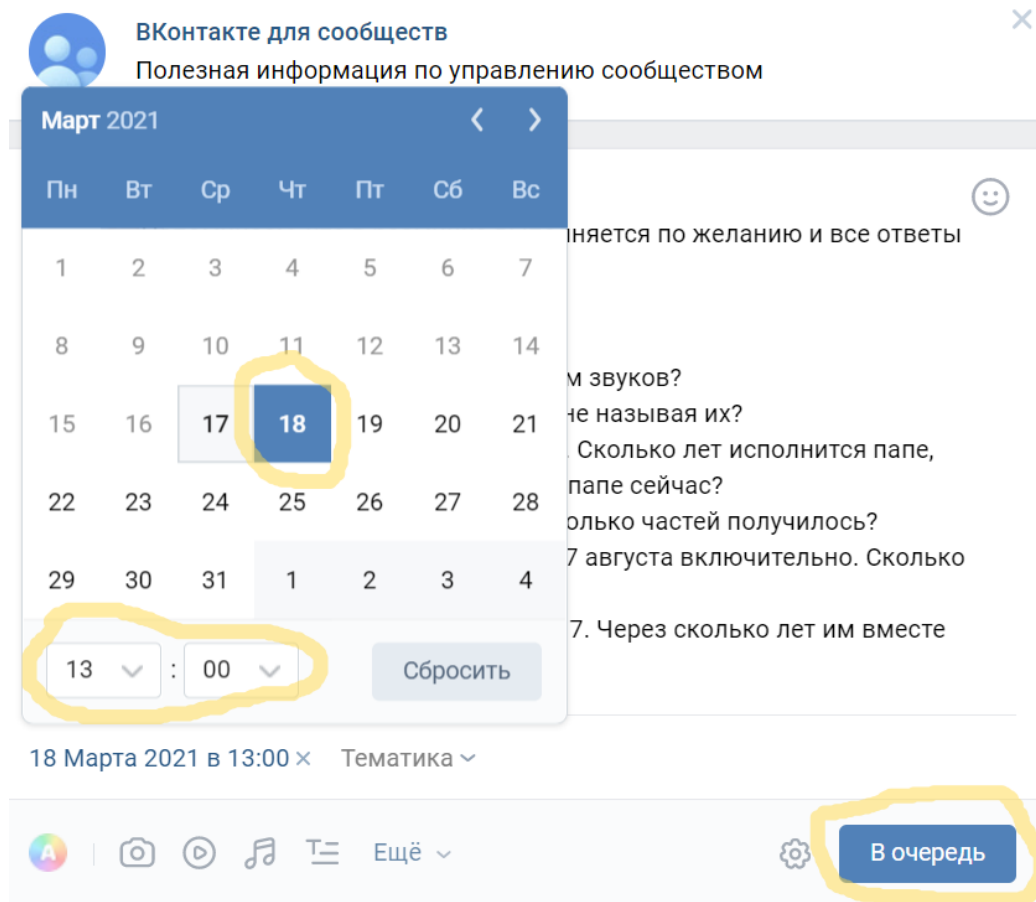 ВКонтакте для сообществ
Полезная информация по управлению сообществом
Март 2021
Пн Вт Ср Чт Пт Сб Вс
1 2 3 4 5 6 7
8 9 10 11 12 13 14
15 16 17 18 19 20 21
22 23 24 25 26 27 28
29 30 31 1 2 3 4
13 : 00 Сбросить
няется по желанию и все ответы
м звуков?
не называя их?
. Сколько лет исполнится папе,
папе сейчас?
олько частей получилось?
7 августа включительно. Сколько
7. Через сколько лет им вместе
18 Марта 2021 в 13:00 × Тематика
A Ещё В очередь